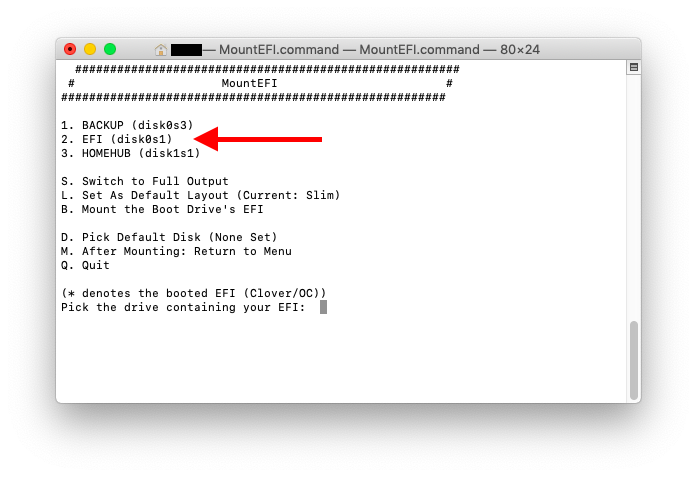 — MountEFI.command — MountEFI.command — 80×24
#######################################################
# MountEFI #
#######################################################
1. BACKUP (disk0s3)
2. EFI (disk0s1)
3. HOMEHUB (disk1s1)
S. Switch to Full Output
L. Set As Default Layout (Current: Slim)
B. Mount the Boot Drive's EFI
D. Pick Default Disk (None Set)
M. After Mounting: Return to Menu
Q. Quit
(* denotes the booted EFI (Clover/OC))
Pick the drive containing your EFI: